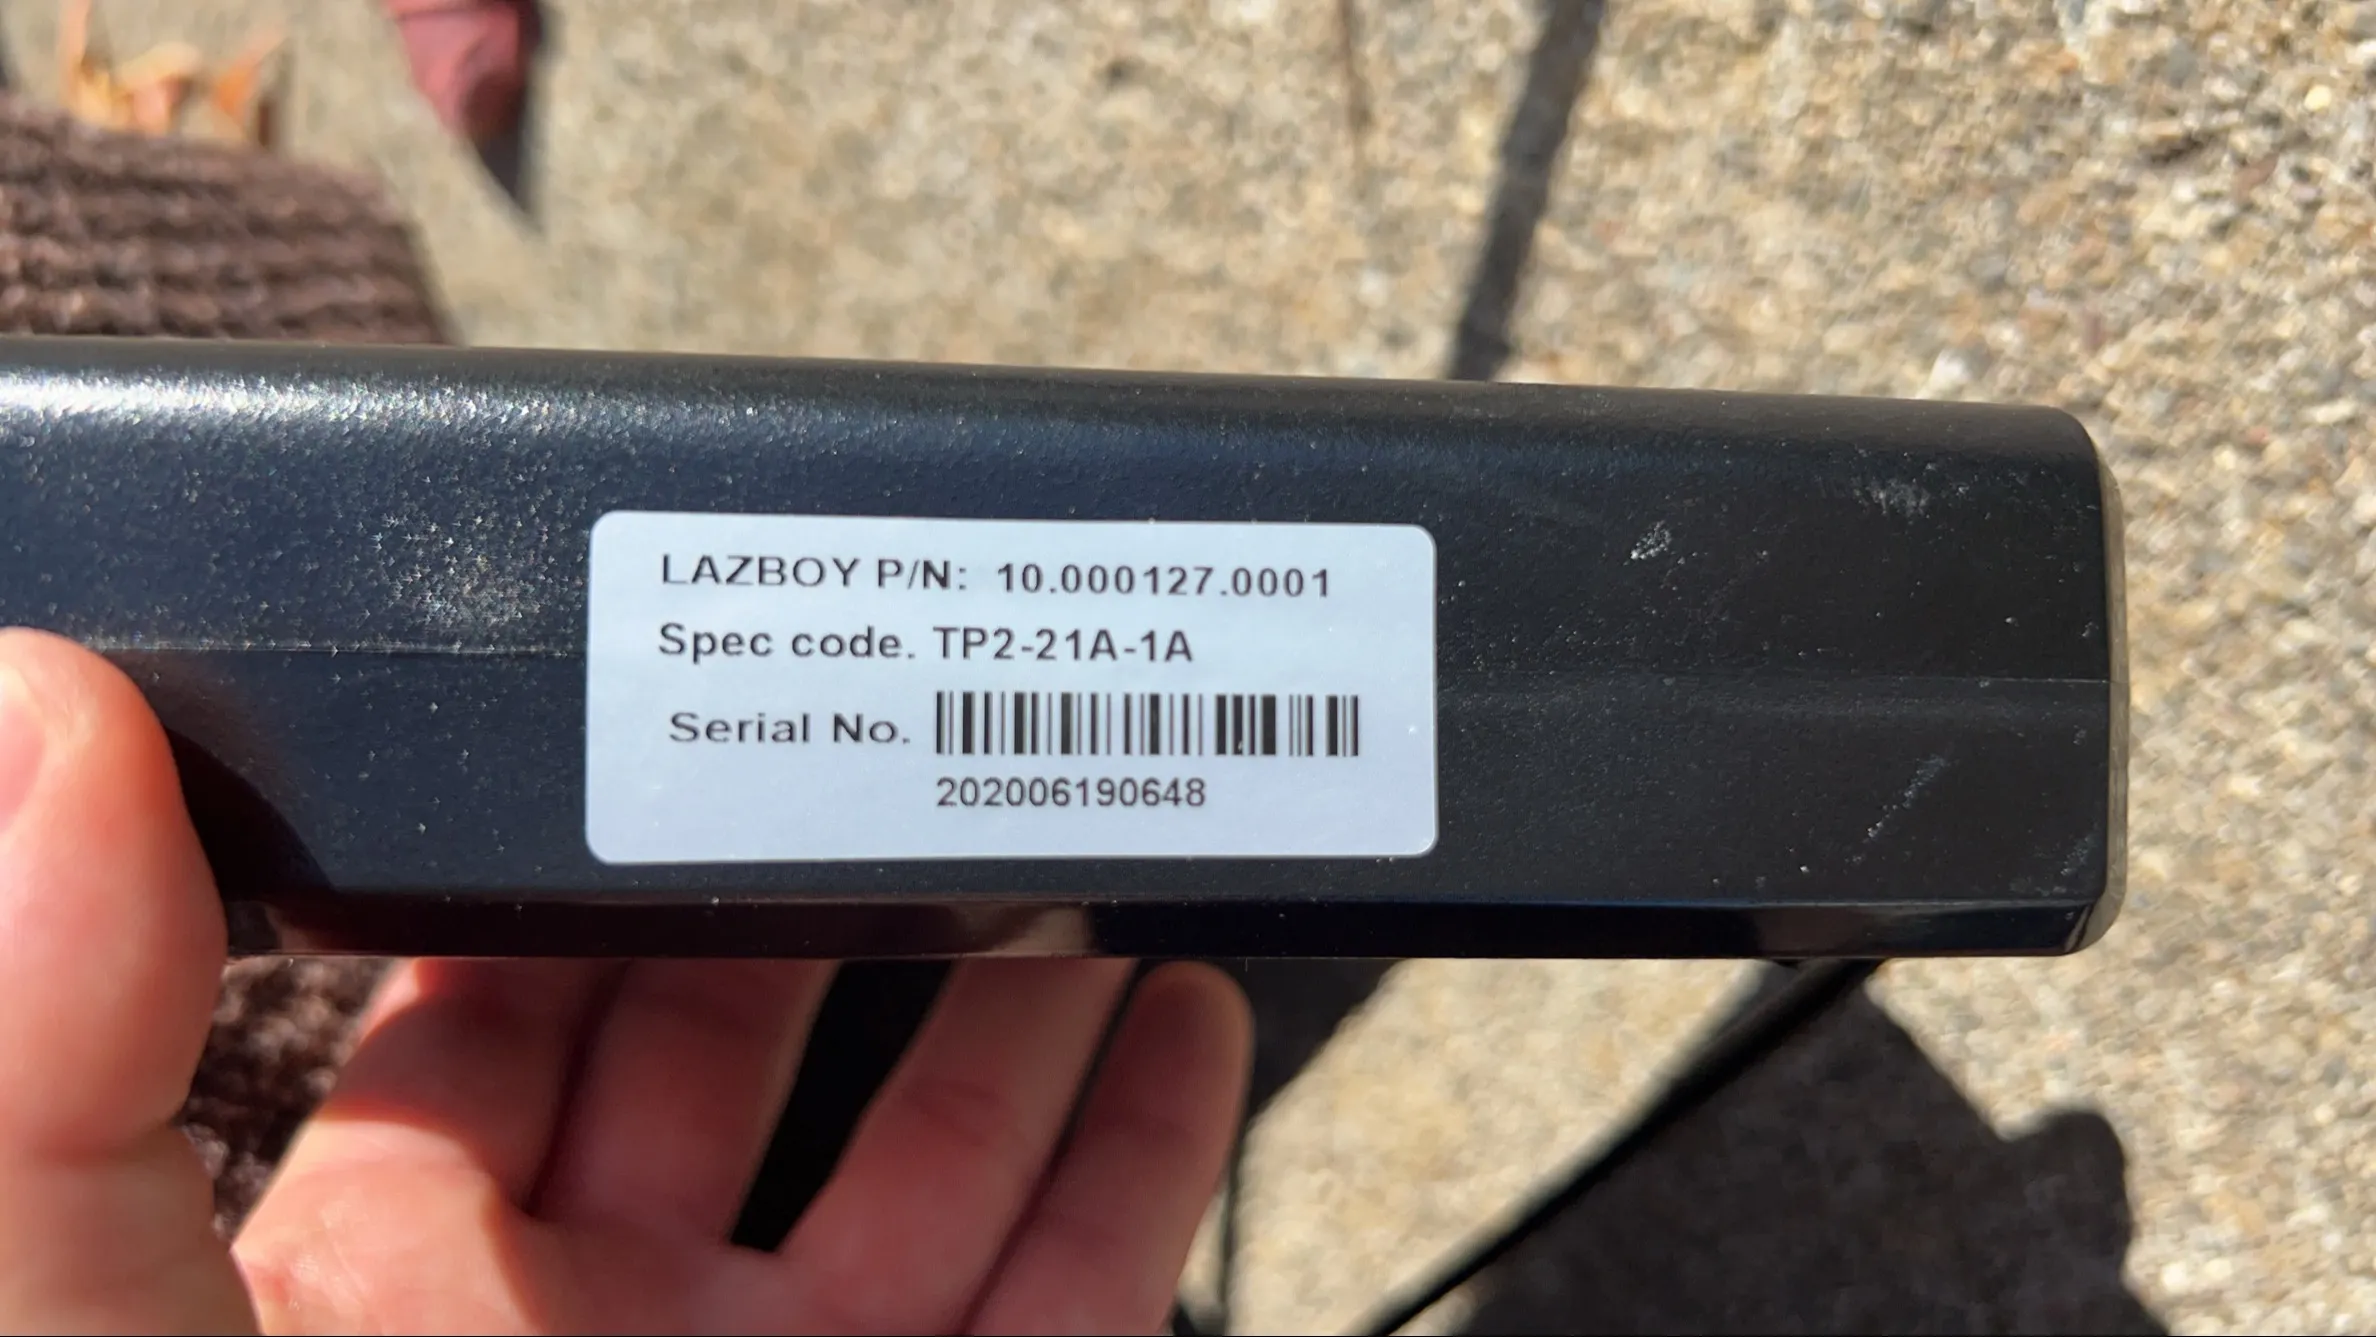 LAZBOY P/N: 10.000127.0001
Spec code. TP2-21A-1A
Serial No.
202006190648